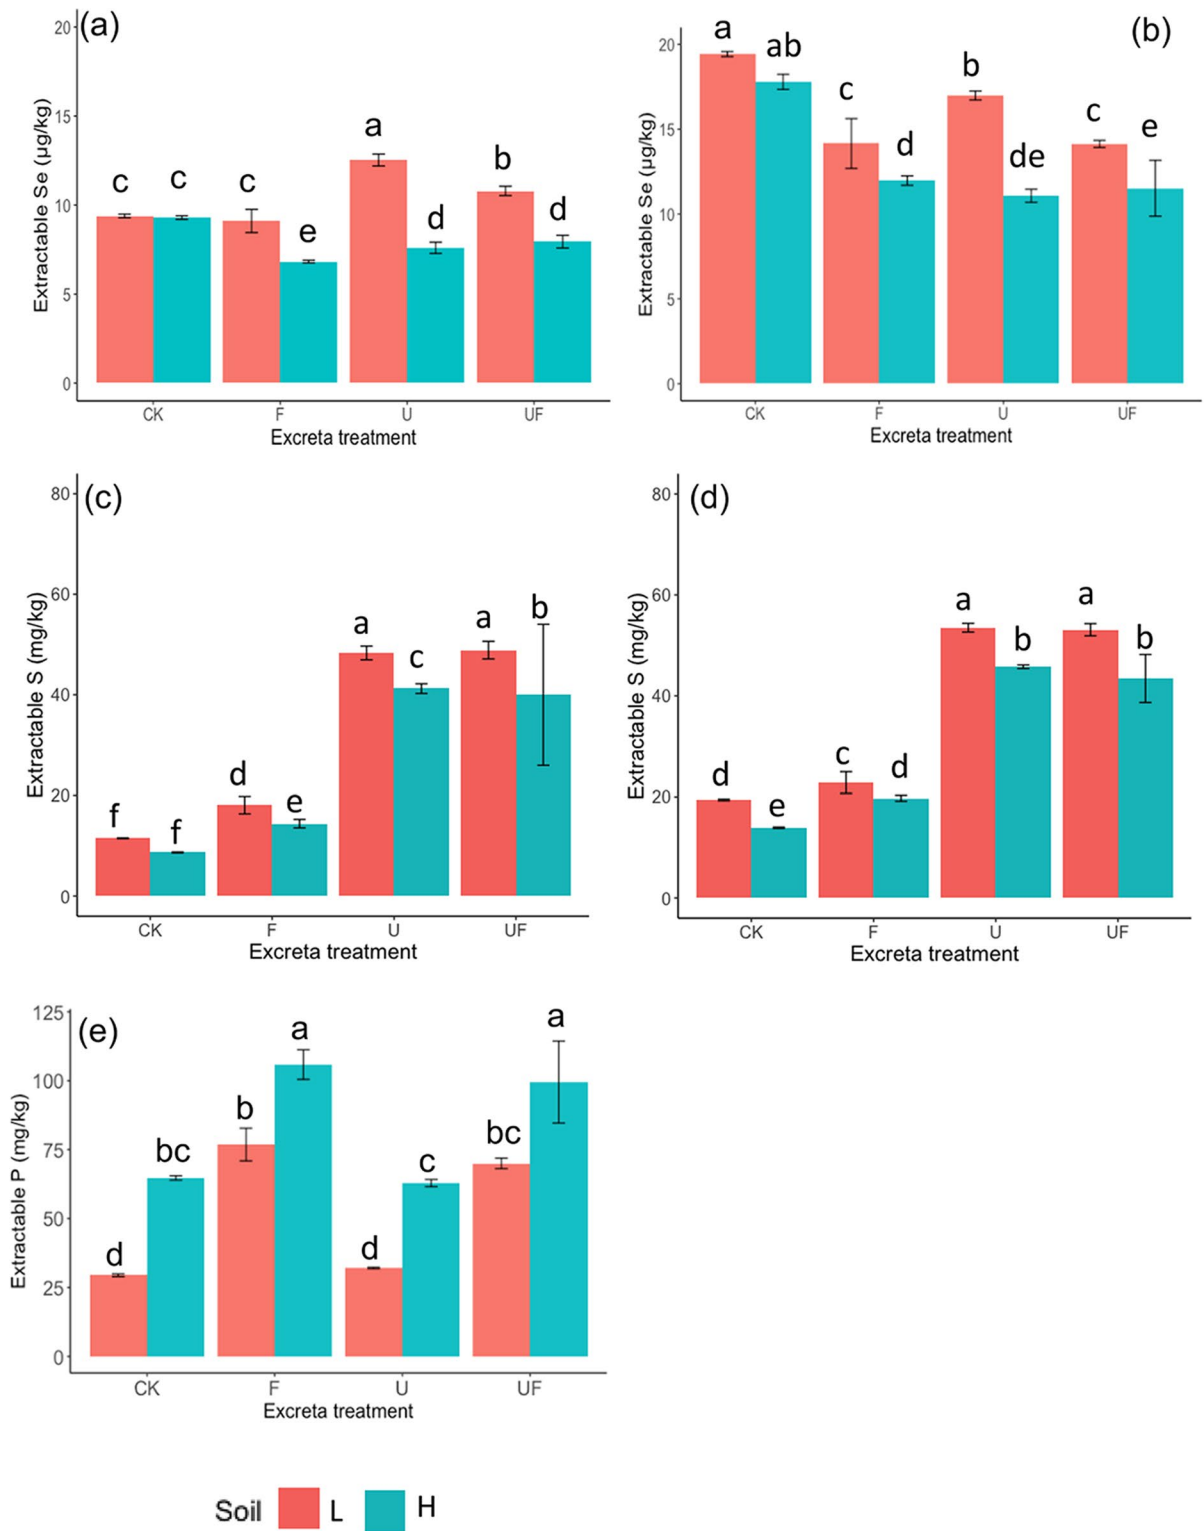 (a)
Extractable Se (µg/kg)
20
15
10
5
0
c c c e a d b d
CK F U UF
Excreta treatment
(b)
Extractable Se (µg/kg)
20
15
10
5
0
a ab c d b de c e
CK F U UF
Excreta treatment
(c)
Extractable S (mg/kg)
80
60
40
20
0
f f d e a c a b
CK F U UF
Excreta treatment
(d)
Extractable S (mg/kg)
80
60
40
20
0
d e c d a b a b
CK F U UF
Excreta treatment
(e)
Extractable P (mg/kg)
125
100
75
50
25
0
d bc b a d c bc a
CK F U UF
Excreta treatment
Soil L H